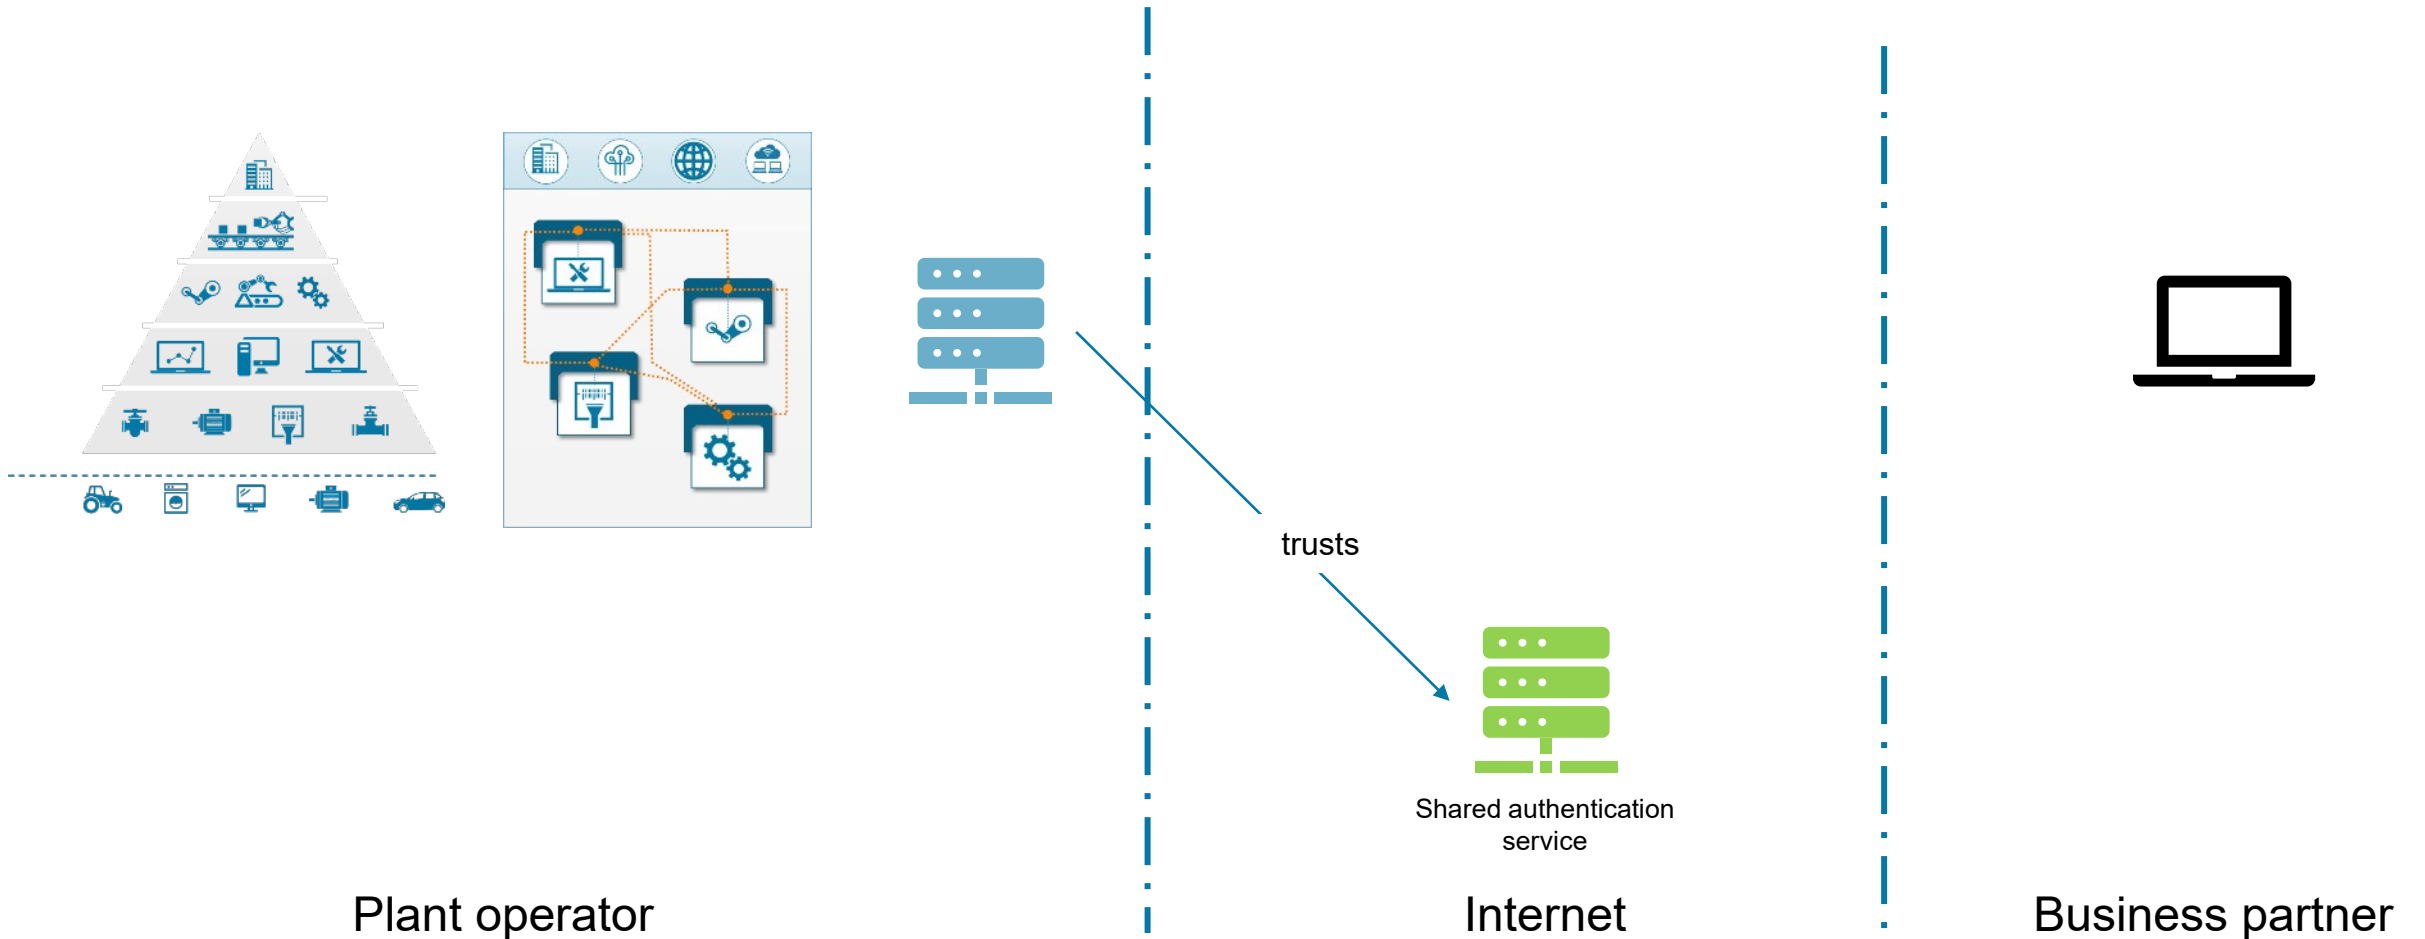 trusts
Shared authentication
service
Plant operator
Internet
Business partner